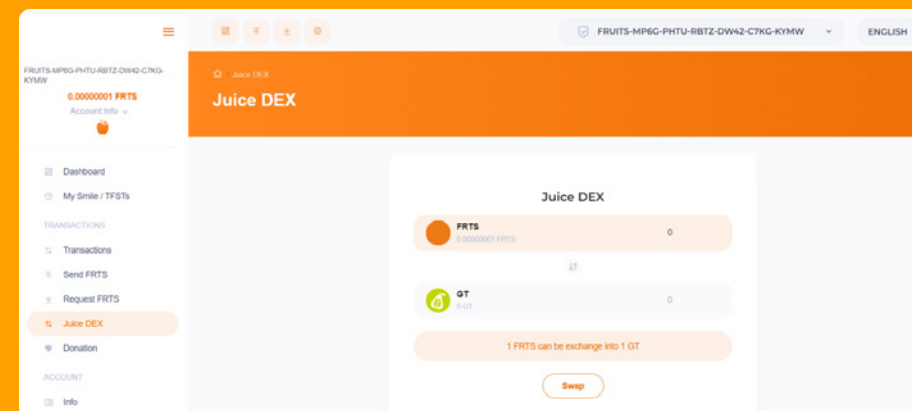 FRUITS-MP6G-PHTU-RBTZ-DW42-C7KG-KYMW
ENGLISH
FRUITS-MP6G-PHTU-RBTZ-DW42-C7KG-
KYMW
0.00000001 FRTS
Account Info
Juice DEX
Juice DEX
Dashboard
My Smile / TFSTs
TRANSACTIONS
Transactions
Send FRTS
Request FRTS
Juice DEX
Donation
ACCOUNT
Info
Juice DEX
FRTS
0
0.00000001 FRTS
GT
0
0 GT
1 FRTS can be exchange into 1 GT
Swap